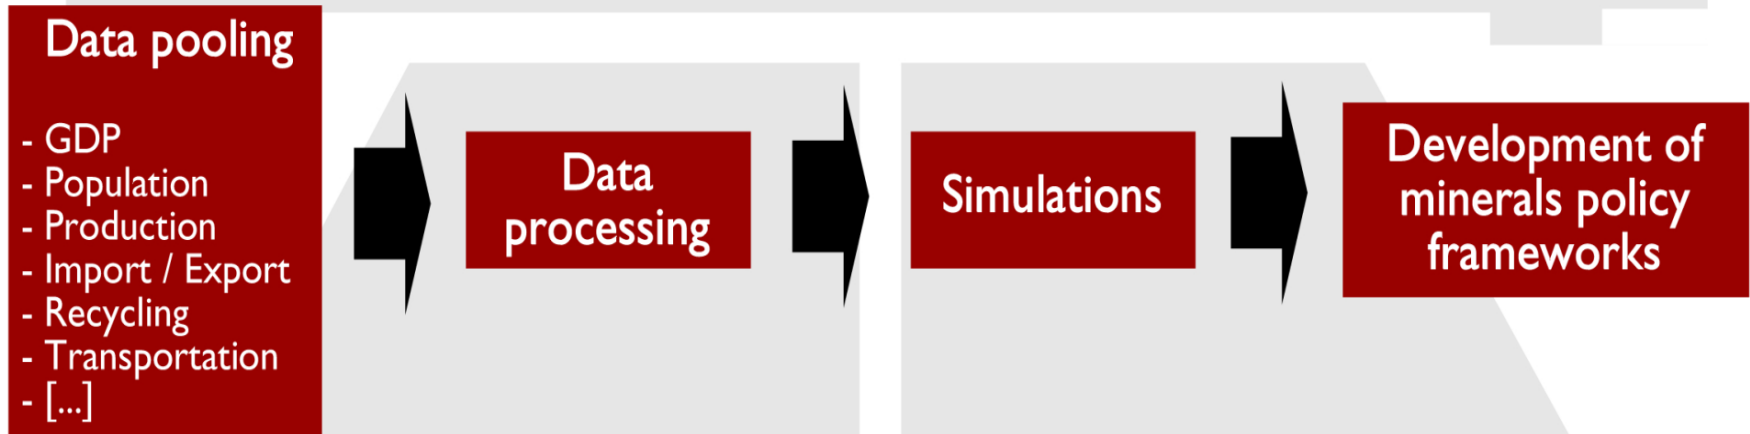 Data pooling
- GDP
- Population
- Production
- Import / Export
- Recycling
- Transportation
- [...]
Data
processing
Simulations
Development of
minerals policy
frameworks